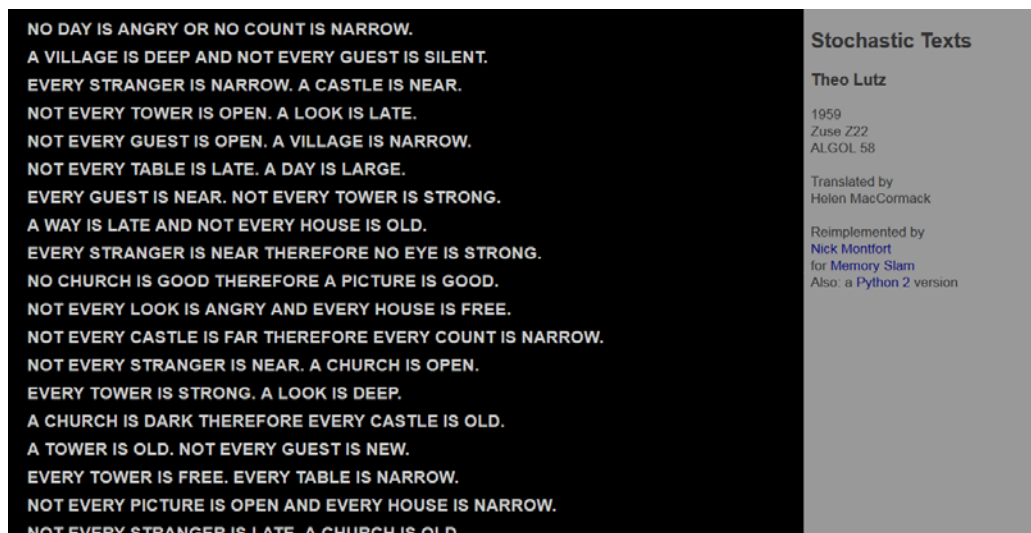 NO DAY IS ANGRY OR NO COUNT IS NARROW.
A VILLAGE IS DEEP AND NOT EVERY GUEST IS SILENT.
EVERY STRANGER IS NARROW. A CASTLE IS NEAR.
NOT EVERY TOWER IS OPEN. A LOOK IS LATE.
NOT EVERY GUEST IS OPEN. A VILLAGE IS NARROW.
NOT EVERY TABLE IS LATE. A DAY IS LARGE.
EVERY GUEST IS NEAR. NOT EVERY TOWER IS STRONG.
A WAY IS LATE AND NOT EVERY HOUSE IS OLD.
EVERY STRANGER IS NEAR THEREFORE NO EYE IS STRONG.
NO CHURCH IS GOOD THEREFORE A PICTURE IS GOOD.
NOT EVERY LOOK IS ANGRY AND EVERY HOUSE IS FREE.
NOT EVERY CASTLE IS FAR THEREFORE EVERY COUNT IS NARROW.
NOT EVERY STRANGER IS NEAR. A CHURCH IS OPEN.
EVERY TOWER IS STRONG. A LOOK IS DEEP.
A CHURCH IS DARK THEREFORE EVERY CASTLE IS OLD.
A TOWER IS OLD. NOT EVERY GUEST IS NEW.
EVERY TOWER IS FREE. EVERY TABLE IS NARROW.
NOT EVERY PICTURE IS OPEN AND EVERY HOUSE IS NARROW.
NOT EVERY STRANGER IS LATE. A CHURCH IS OLD.
Stochastic Texts
Theo Lutz
1959
Zuse Z22
ALGOL 58
Translated by
Helen MacCormack
Reimplemented by
Nick Montfort
for Memory Slam
Also: a Python 2 version